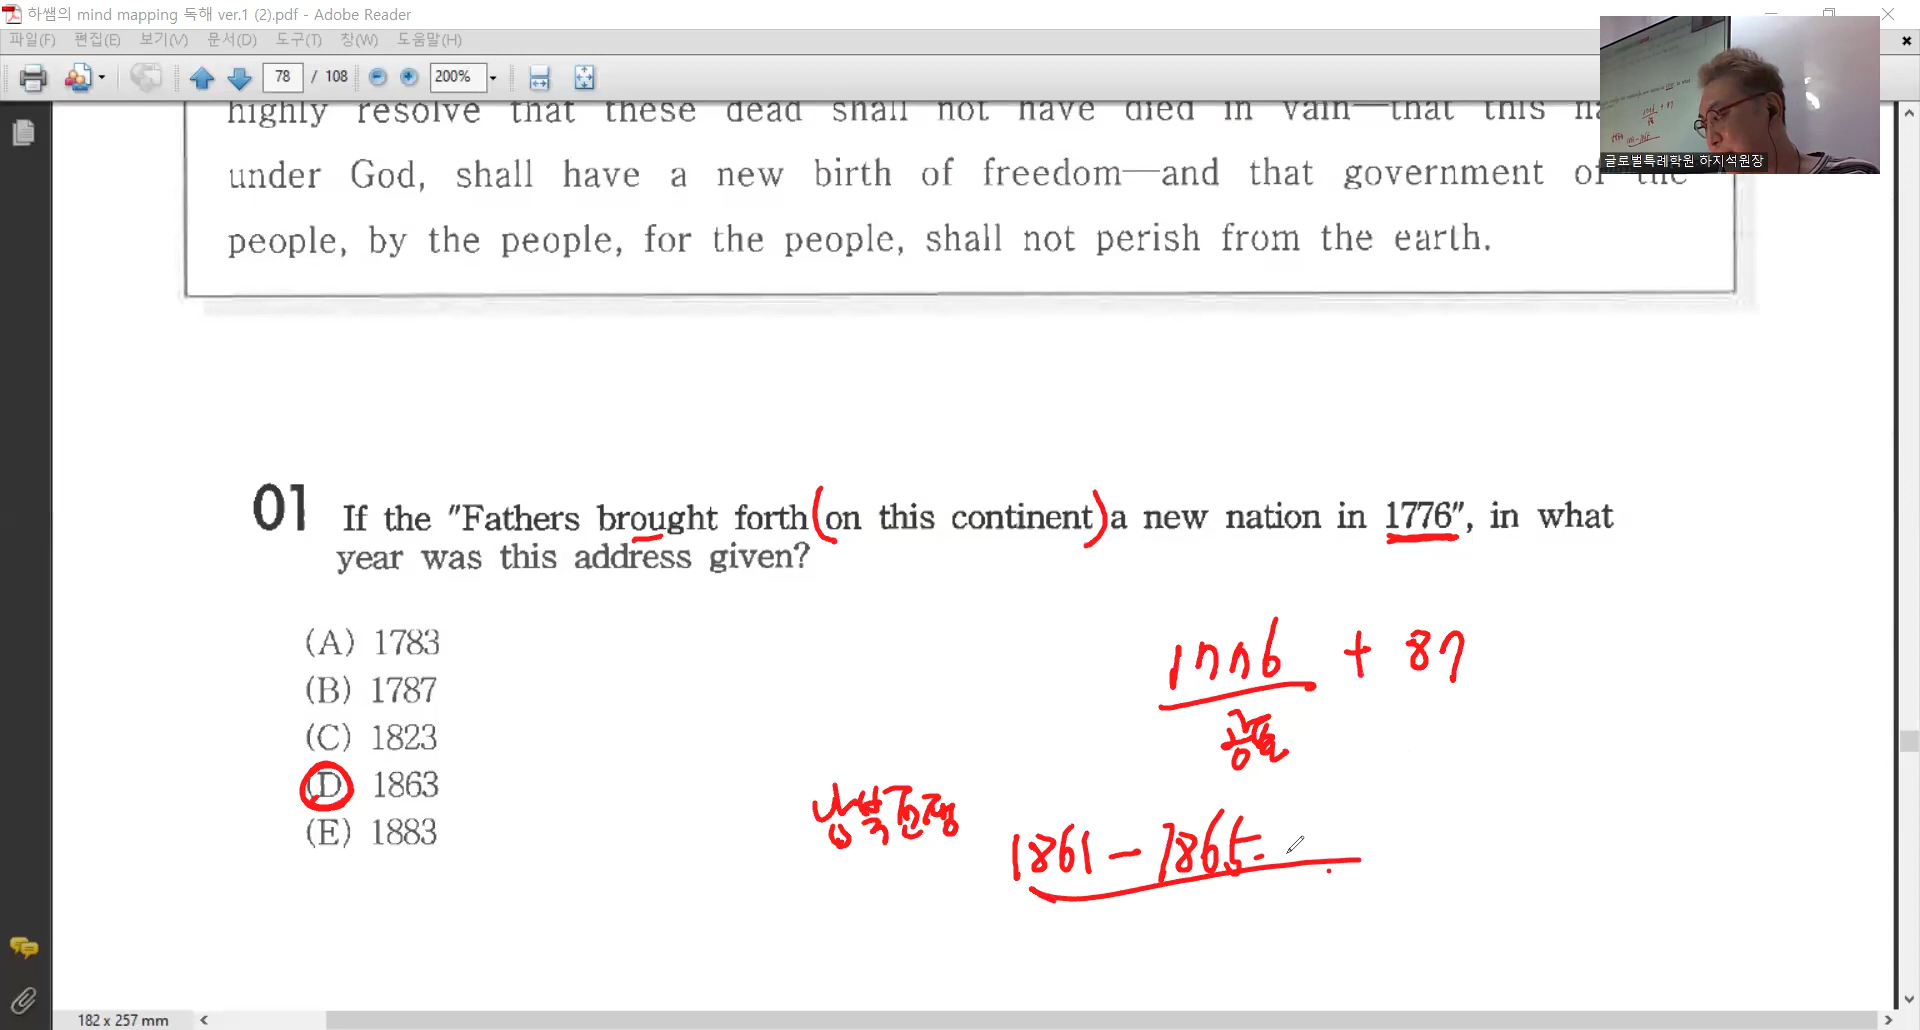 하쌤의 mind mapping 독해 ver.1 (2).pdf - Adobe Reader
파일(F) 편집(E) 보기(V) 문서(D) 도구(T) 창(W) 도움말(H)
78 / 108 200%
highly resolve that these dead shall not have died in vain—that this
under God, shall have a new birth of freedom—and that government of the
people, by the people, for the people, shall not perish from the earth.
글로벌특례학원 하지석원장
01 If the "Fathers brought forth (on this continent) a new nation in 1776", in what
year was this address given?
(A) 1783
(B) 1787
(C) 1823
(D) 1863
(E) 1883
1776 + 87
남북전쟁
1861 - 1865
182 x 257 mm